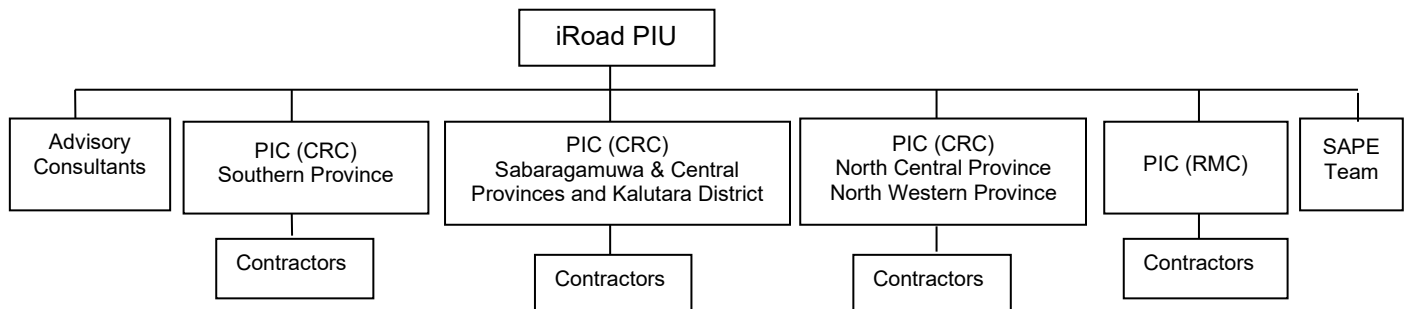 iRoad PIU
Advisory
Consultants
PIC (CRC)
Southern Province
PIC (CRC)
Sabaragamuwa & Central
Provinces and Kalutara District
PIC (CRC)
North Central Province
North Western Province
PIC (RMC)
SAPE
Team
Contractors
Contractors
Contractors
Contractors